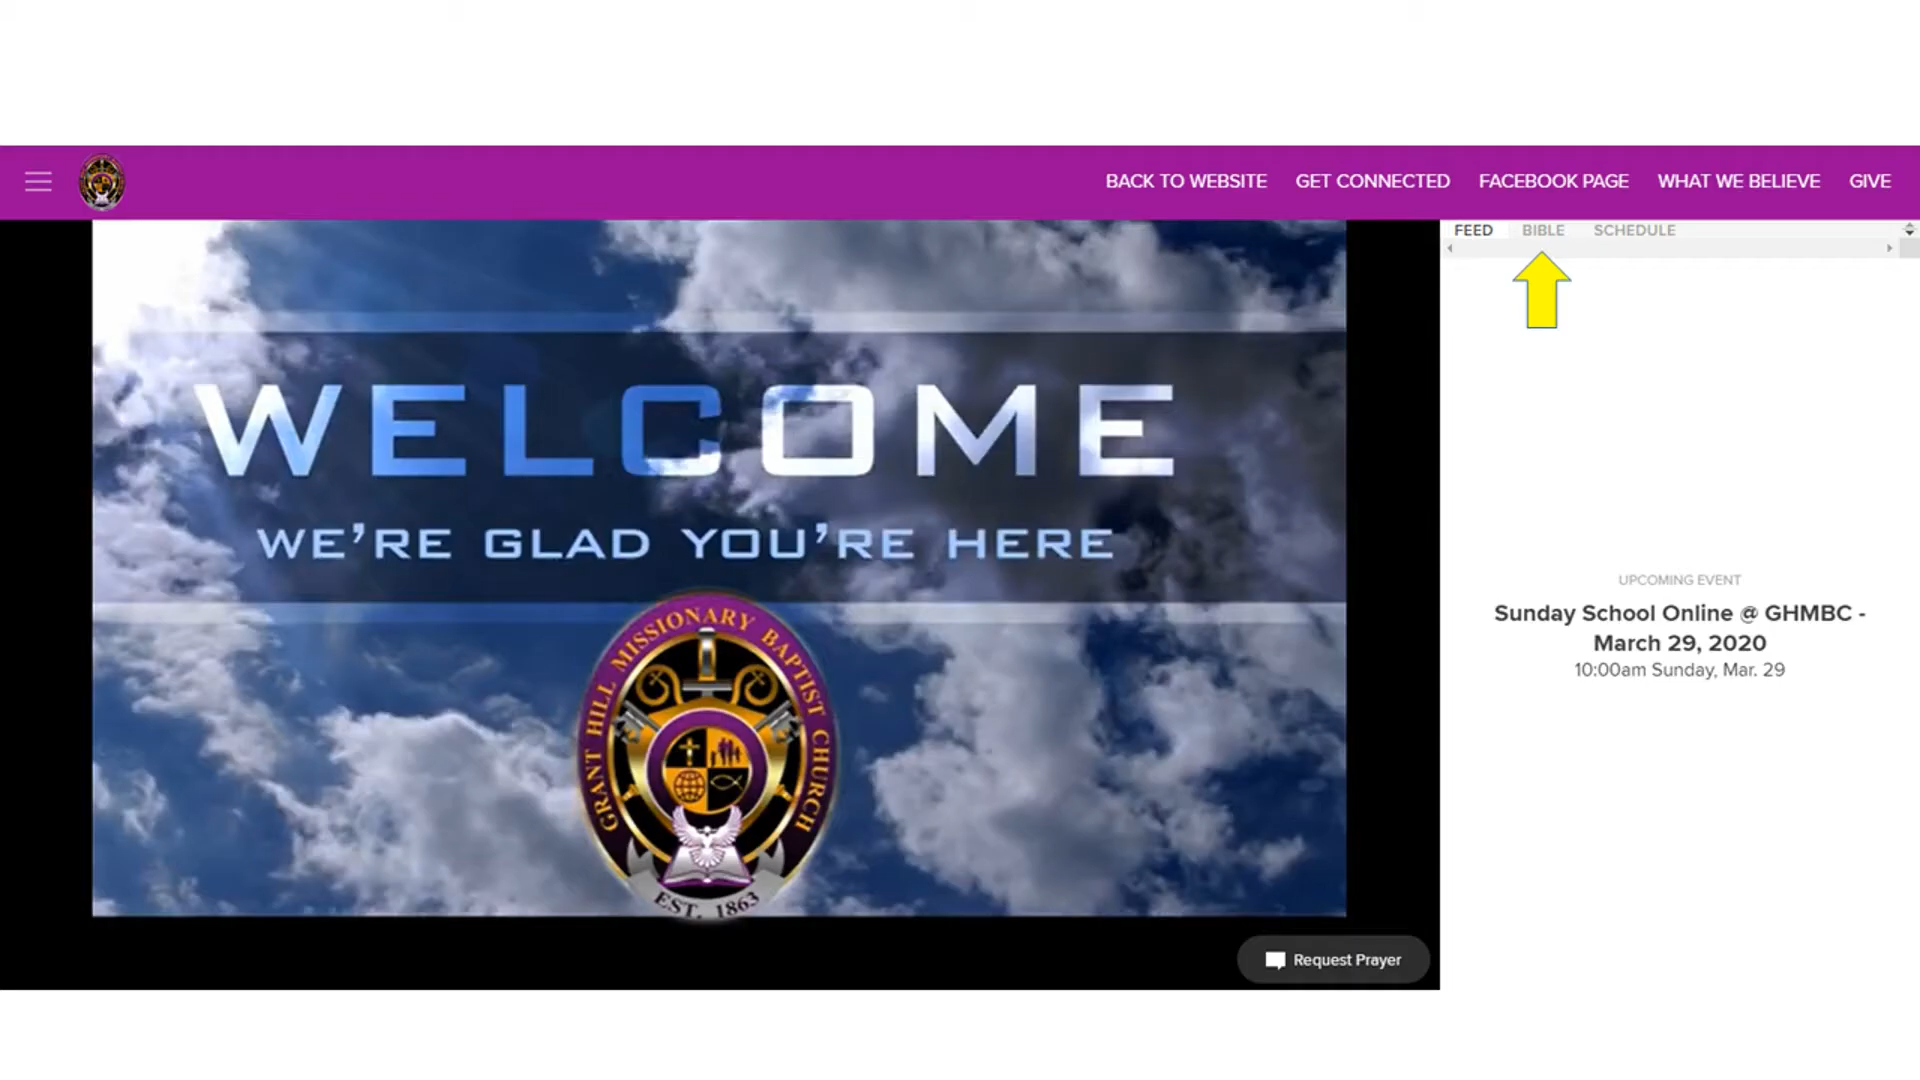 BACK TO WEBSITE GET CONNECTED FACEBOOK PAGE WHAT WE BELIEVE GIVE
FEED BIBLE SCHEDULE
WELCOME
WE'RE GLAD YOU'RE HERE
GRANT HILL MISSIONARY BAPTIST CHURCH
EST. 1863
UPCOMING EVENT
Sunday School Online @ GHMBC -
March 29, 2020
10:00am Sunday, Mar. 29
Request Prayer